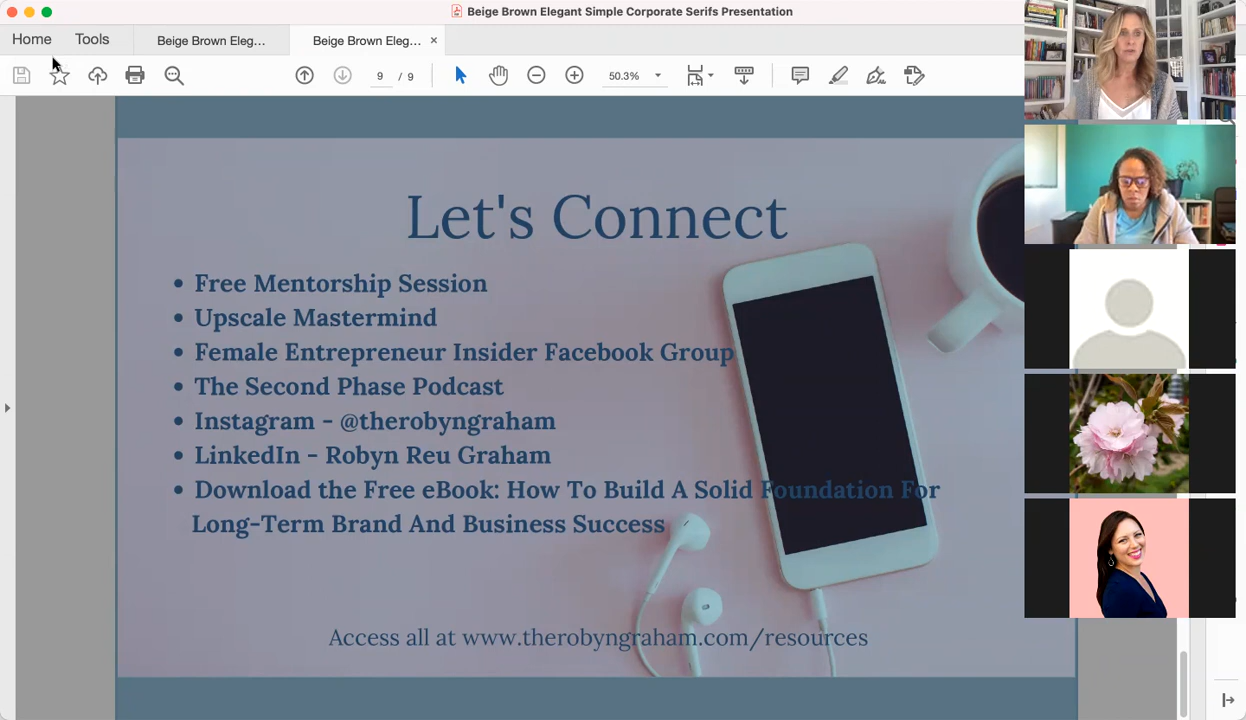 Beige Brown Elegant Simple Corporate Serifs Presentation
Home Tools Beige Brown Eleg... Beige Brown Eleg... ×
9 / 9 50.3%
Let's Connect
• Free Mentorship Session
• Upscale Mastermind
• Female Entrepreneur Insider Facebook Group
• The Second Phase Podcast
• Instagram - @therobyngraham
• LinkedIn - Robyn Reu Graham
• Download the Free eBook: How To Build A Solid Foundation For
Long-Term Brand And Business Success
Access all at www.therobyngraham.com/resources